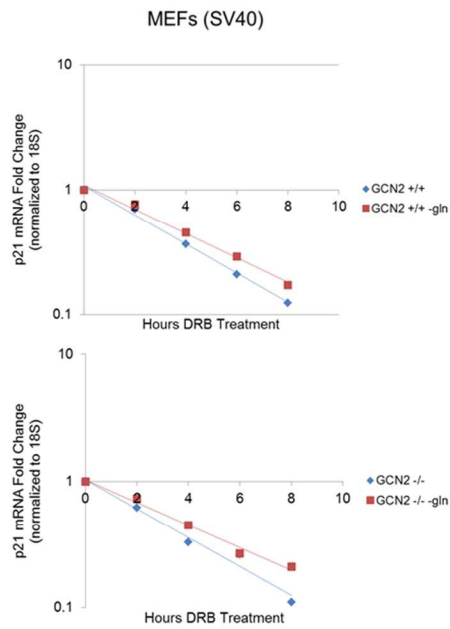 MEFs (SV40)
10
1
0.1
0 2 4 6 8 10
p21 mRNA Fold Change
(normalized to 18S)
Hours DRB Treatment
GCN2 +/+
GCN2 +/+ -gln
10
1
0.1
0 2 4 6 8 10
p21 mRNA Fold Change
(normalized to 18S)
Hours DRB Treatment
GCN2 -/-
GCN2 -/- -gln